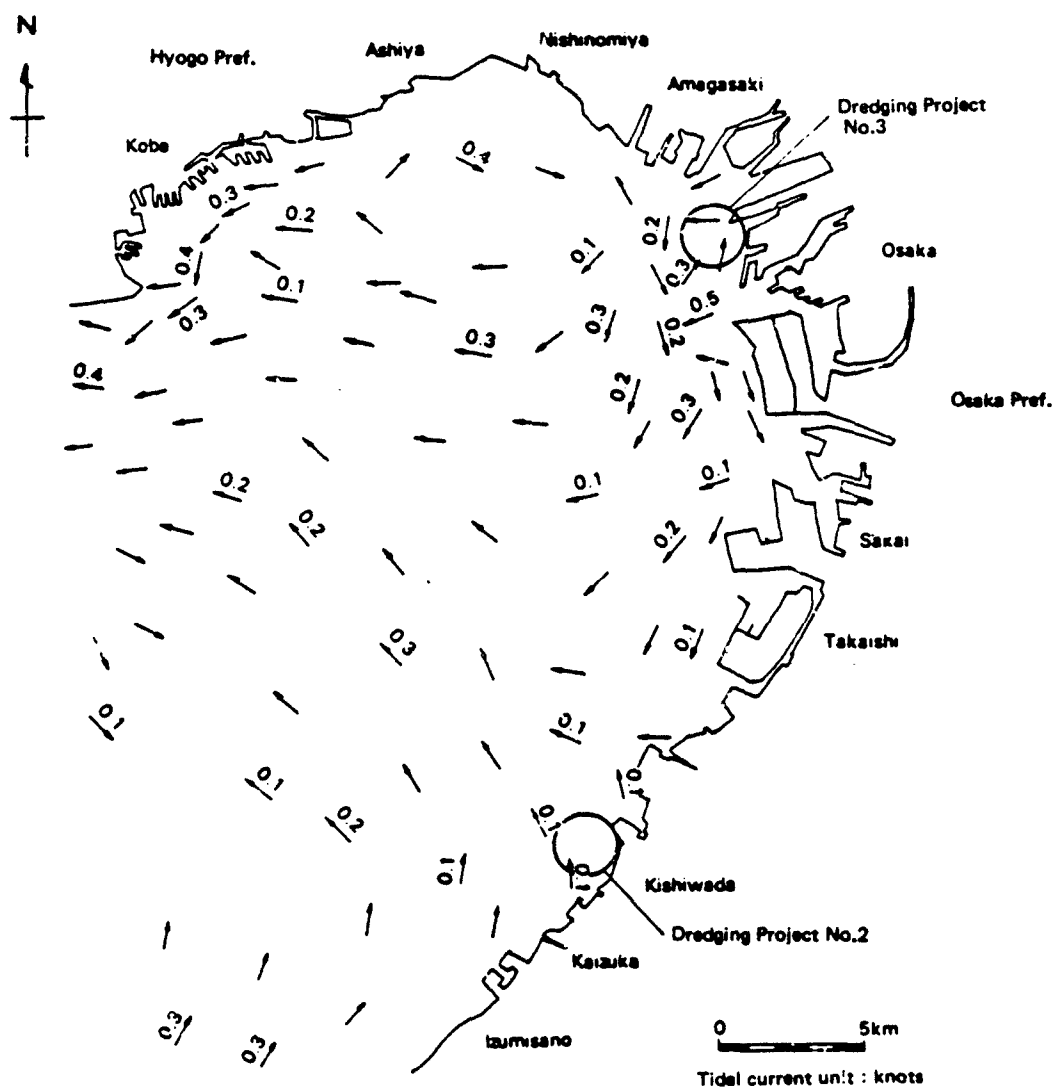 N
Hyogo Pref.
Ashiya
Nishinomiya
Amagasaki
Dredging Project
No.3
Kobe
0.4
0.3
0.2
0.2
0.1
Osaka
0.4
0.3
0.1
0.5
0.3
0.3
0.2
0.3
0.4
0.2
0.3
Osaka Pref.
0.1
0.2
0.1
0.2
0.2
Sakai
0.1
0.3
Takaishi
0.1
0.1
0.1
0.1
0.2
0.1
0.1
0.1
Kishiwada
Dredging Project No.2
Kaizuka
0.3
0.3
Izumisano
0 5km
Tidal current unit : knots